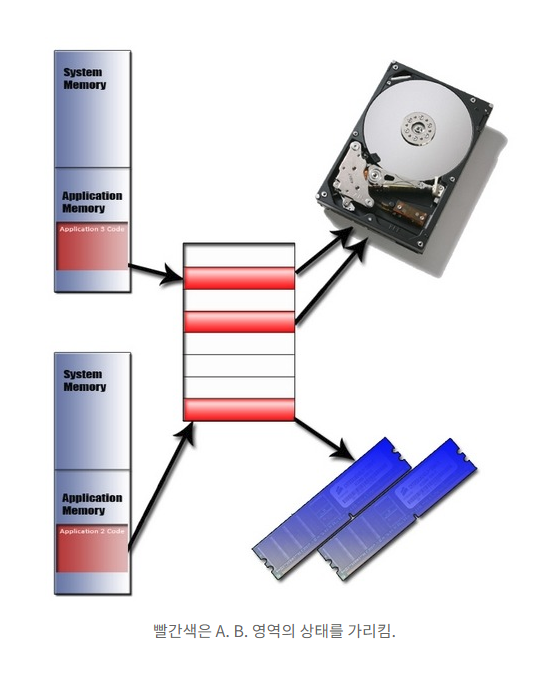 System
Memory
Application
Memory
Application 3 Code
System
Memory
Application
Memory
Application 2 Code
빨간색은 A. B. 영역의 상태를 가리킴.